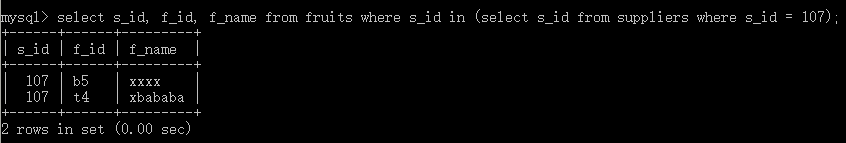 mysql> select s_id, f_id, f_name from fruits where s_id in (select s_id from suppliers where s_id = 107);
+------+------+---------+
| s_id | f_id | f_name  |
+------+------+---------+
|  107 | b5   | xxxx    |
|  107 | t4   | xbababa |
+------+------+---------+
2 rows in set (0.00 sec)